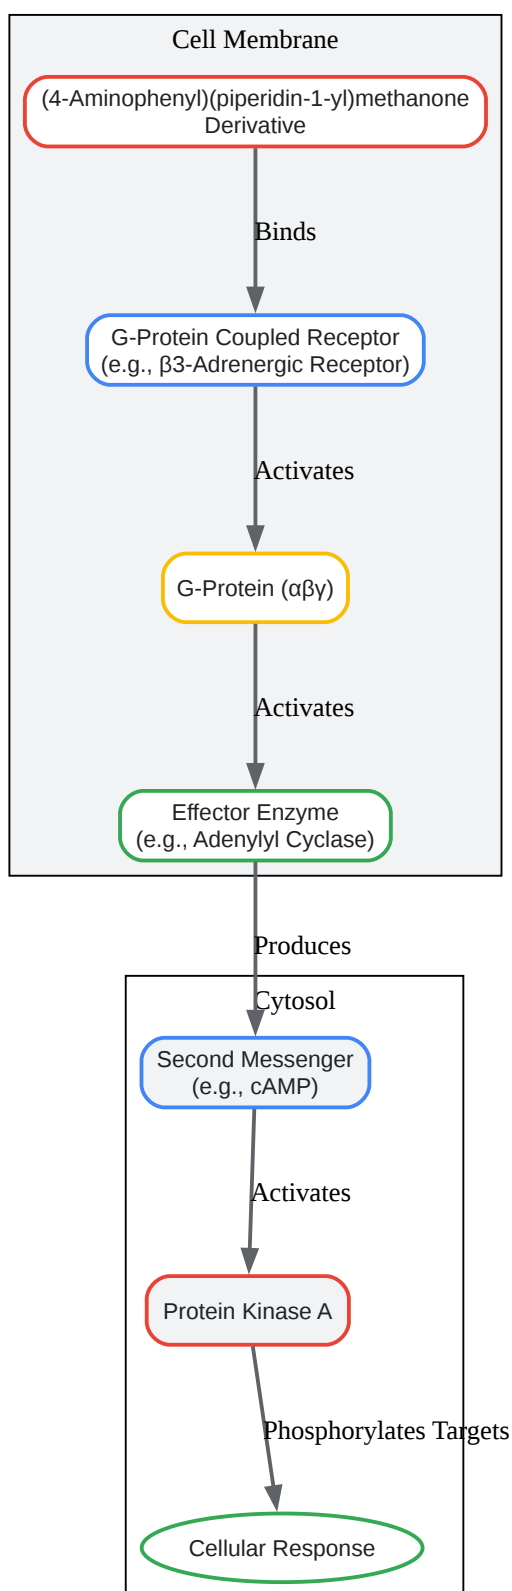 Cell Membrane
(4-Aminophenyl)(piperidin-1-yl)methanone
Derivative
Binds
G-Protein Coupled Receptor
(e.g., β3-Adrenergic Receptor)
Activates
G-Protein (αβγ)
Activates
Effector Enzyme
(e.g., Adenylyl Cyclase)
Produces
Cytosol
Second Messenger
(e.g., cAMP)
Activates
Protein Kinase A
Phosphorylates Targets
Cellular Response